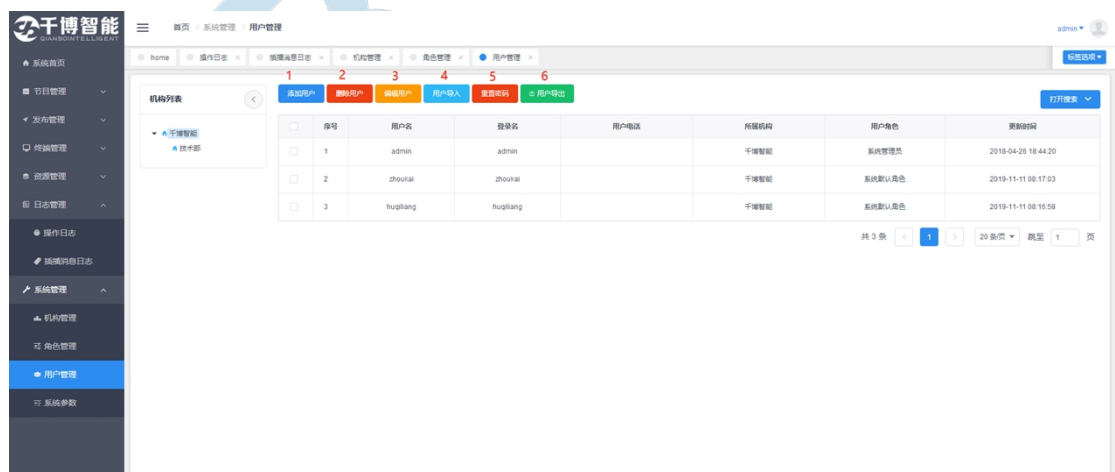 千博智能
QIANBOINTELLIGENT
首页 / 系统管理 / 用户管理
admin
系统首页
节目管理
发布管理
终端管理
资源管理
日志管理
操作日志
插播消息日志
系统管理
机构管理
角色管理
用户管理
系统参数
home 操作日志 × 插播消息日志 × 机构管理 × 角色管理 × 用户管理 × 标签选项
机构列表
千博智能
技术部
1 2 3 4 5 6
添加用户 删除用户 编辑用户 用户导入 重置密码 用户导出 打开搜索
序号 用户名 登录名 用户电话 所属机构 用户角色 更新时间
1 admin admin 千博智能 系统管理员 2018-04-26 18:44:20
2 zhoukai zhoukai 千博智能 系统默认角色 2019-11-11 08:17:03
3 huqiliang huqiliang 千博智能 系统默认角色 2019-11-11 08:16:58
共 3 条 < 1 > 20 条/页 跳至 1 页